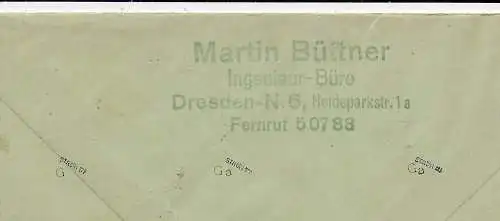 Martin Büttner
Ingenieur-Büro
Dresden-N. 6, Heideparkstr. 1a
Fernruf 50783